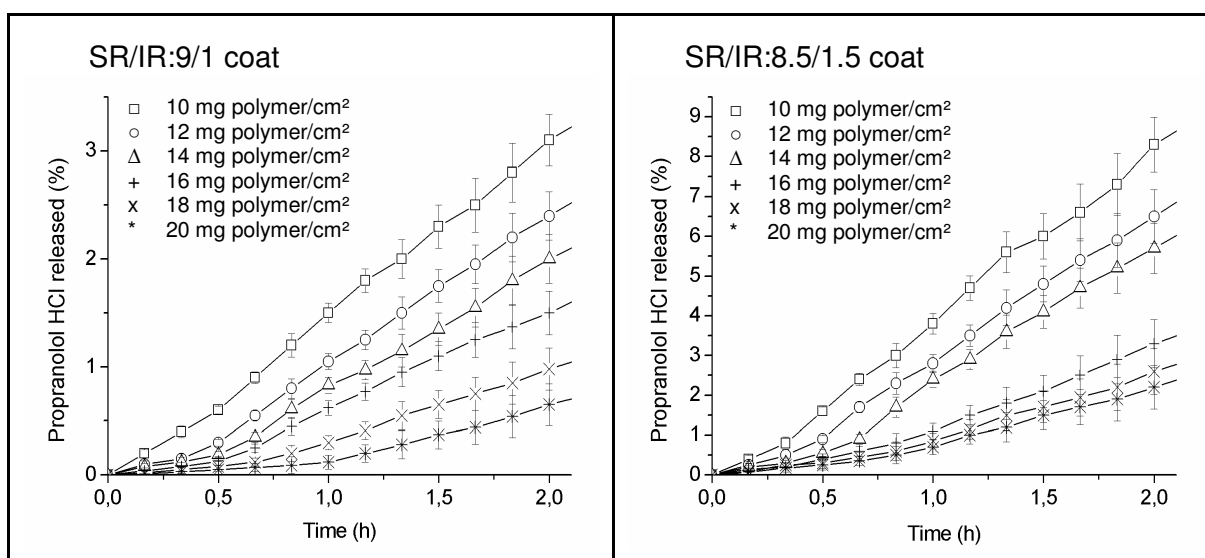 SR/IR:9/1 coat
10 mg polymer/cm²
12 mg polymer/cm²
14 mg polymer/cm²
16 mg polymer/cm²
18 mg polymer/cm²
* 20 mg polymer/cm²
Propranolol HCl released (%)
3
2
1
0
0,0 0,5 1,0 1,5 2,0
Time (h)
SR/IR:8.5/1.5 coat
10 mg polymer/cm²
12 mg polymer/cm²
14 mg polymer/cm²
16 mg polymer/cm²
18 mg polymer/cm²
* 20 mg polymer/cm²
Propranolol HCl released (%)
9
8
7
6
5
4
3
2
1
0
0,0 0,5 1,0 1,5 2,0
Time (h)